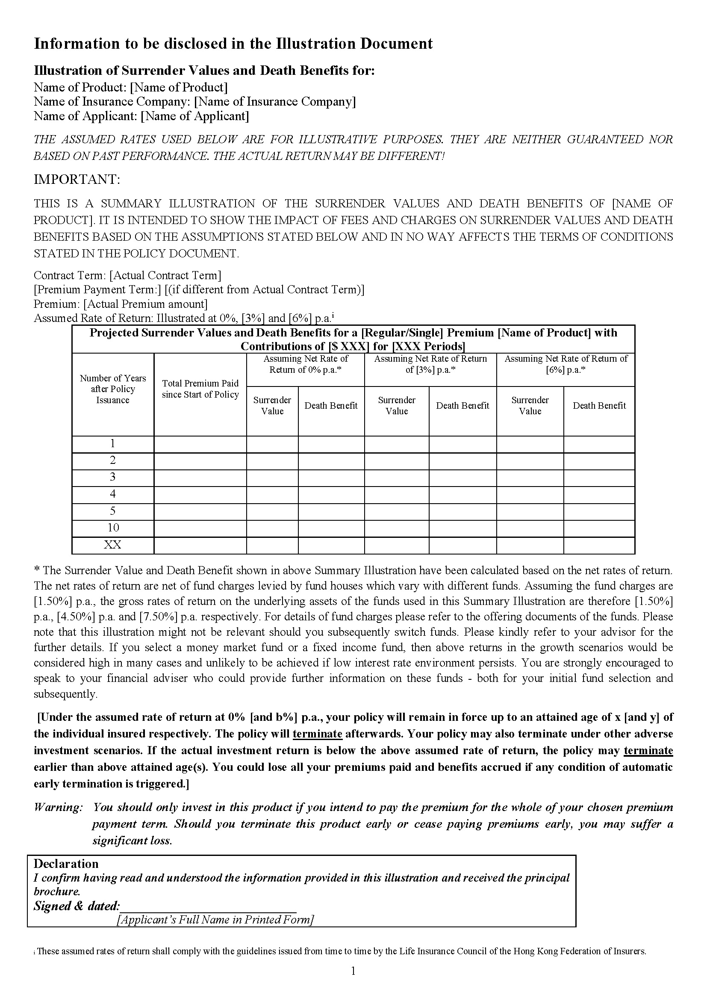 Information to be disclosed in the Illustration Document
Illustration of Surrender Values and Death Benefits for:
Name of Product: [Name of Product]
Name of Insurance Company: [Name of Insurance Company]
Name of Applicant: [Name of Applicant]
THE ASSUMED RATES USED BELOW ARE FOR ILLUSTRATIVE PURPOSES. THEY ARE NEITHER GUARANTEED NOR
BASED ON PAST PERFORMANCE. THE ACTUAL RETURN MAY BE DIFFERENT!
IMPORTANT:
THIS IS A SUMMARY ILLUSTRATION OF THE SURRENDER VALUES AND DEATH BENEFITS OF [NAME OF
PRODUCT]. IT IS INTENDED TO SHOW THE IMPACT OF FEES AND CHARGES ON SURRENDER VALUES AND DEATH
BENEFITS BASED ON THE ASSUMPTIONS STATED BELOW AND IN NO WAY AFFECTS THE TERMS OF CONDITIONS
STATED IN THE POLICY DOCUMENT.
Contract Term: [Actual Contract Term]
[Premium Payment Term:] [(if different from Actual Contract Term)]
Premium: [Actual Premium amount]
Assumed Rate of Return: Illustrated at 0%, [3%] and [6%] p.a.i
Projected Surrender Values and Death Benefits for a [Regular/Single] Premium [Name of Product] with
Contributions of [$ XXX] for [XXX Periods]
Number of Years
after Policy
Issuance
Total Premium Paid
since Start of Policy
Assuming Net Rate of
Return of 0% p.a.*
Assuming Net Rate of Return
of [3%] p.a.*
Assuming Net Rate of Return of
[6%] p.a.*
Surrender
Value
Death Benefit
Surrender
Value
Death Benefit
Surrender
Value
Death Benefit
1
2
3
4
5
10
XX
* The Surrender Value and Death Benefit shown in above Summary Illustration have been calculated based on the net rates of return.
The net rates of return are net of fund charges levied by fund houses which vary with different funds. Assuming the fund charges are
[1.50%] p.a., the gross rates of return on the underlying assets of the funds used in this Summary Illustration are therefore [1.50%]
p.a., [4.50%] p.a. and [7.50%] p.a. respectively. For details of fund charges please refer to the offering documents of the funds. Please
note that this illustration might not be relevant should you subsequently switch funds. Please kindly refer to your advisor for the
further details. If you select a money market fund or a fixed income fund, then above returns in the growth scenarios would be
considered high in many cases and unlikely to be achieved if low interest rate environment persists. You are strongly encouraged to
speak to your financial adviser who could provide further information on these funds - both for your initial fund selection and
subsequently.
[Under the assumed rate of return at 0% [and b%] p.a., your policy will remain in force up to an attained age of x [and y] of
the individual insured respectively. The policy will terminate afterwards. Your policy may also terminate under other adverse
investment scenarios. If the actual investment return is below the above assumed rate of return, the policy may terminate
earlier than above attained age(s). You could lose all your premiums paid and benefits accrued if any condition of automatic
early termination is triggered.]
Warning: You should only invest in this product if you intend to pay the premium for the whole of your chosen premium
payment term. Should you terminate this product early or cease paying premiums early, you may suffer a
significant loss.
Declaration
I confirm having read and understood the information provided in this illustration and received the principal
brochure.
Signed & dated:
[Applicant's Full Name in Printed Form]
i These assumed rates of return shall comply with the guidelines issued from time to time by the Life Insurance Council of the Hong Kong Federation of Insurers.
1